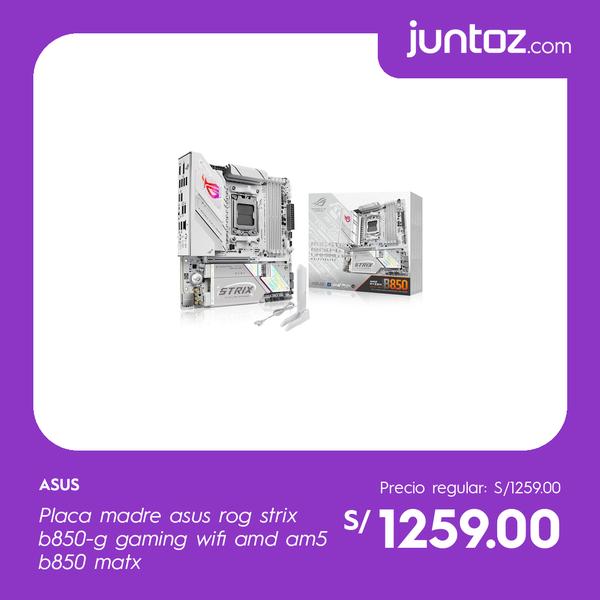 juntoz.com
STRIX
STRIX
B850
ASUS
Precio regular: S/1259.00
Placa madre asus rog strix
b850-g gaming wifi amd am5
b850 matx
S/1259.00